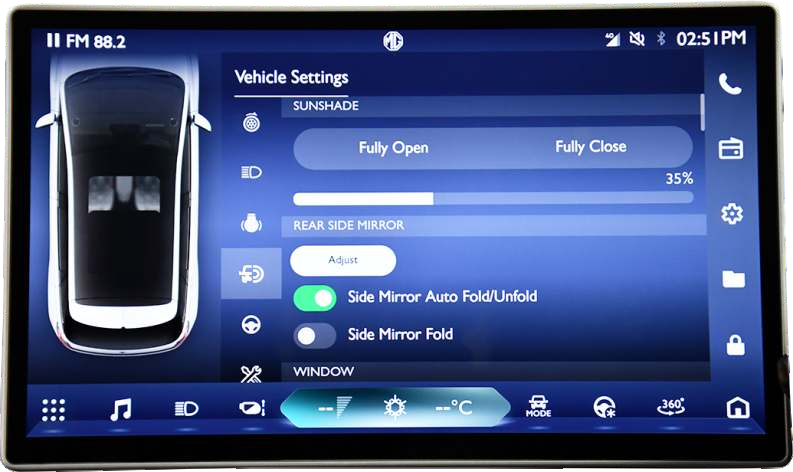 FM 88.2
MG
4G
02:51PM
Vehicle Settings
SUNSHADE
Fully Open
Fully Close
35%
REAR SIDE MIRROR
Adjust
Side Mirror Auto Fold/Unfold
Side Mirror Fold
WINDOW
--
--°C
MODE
360°